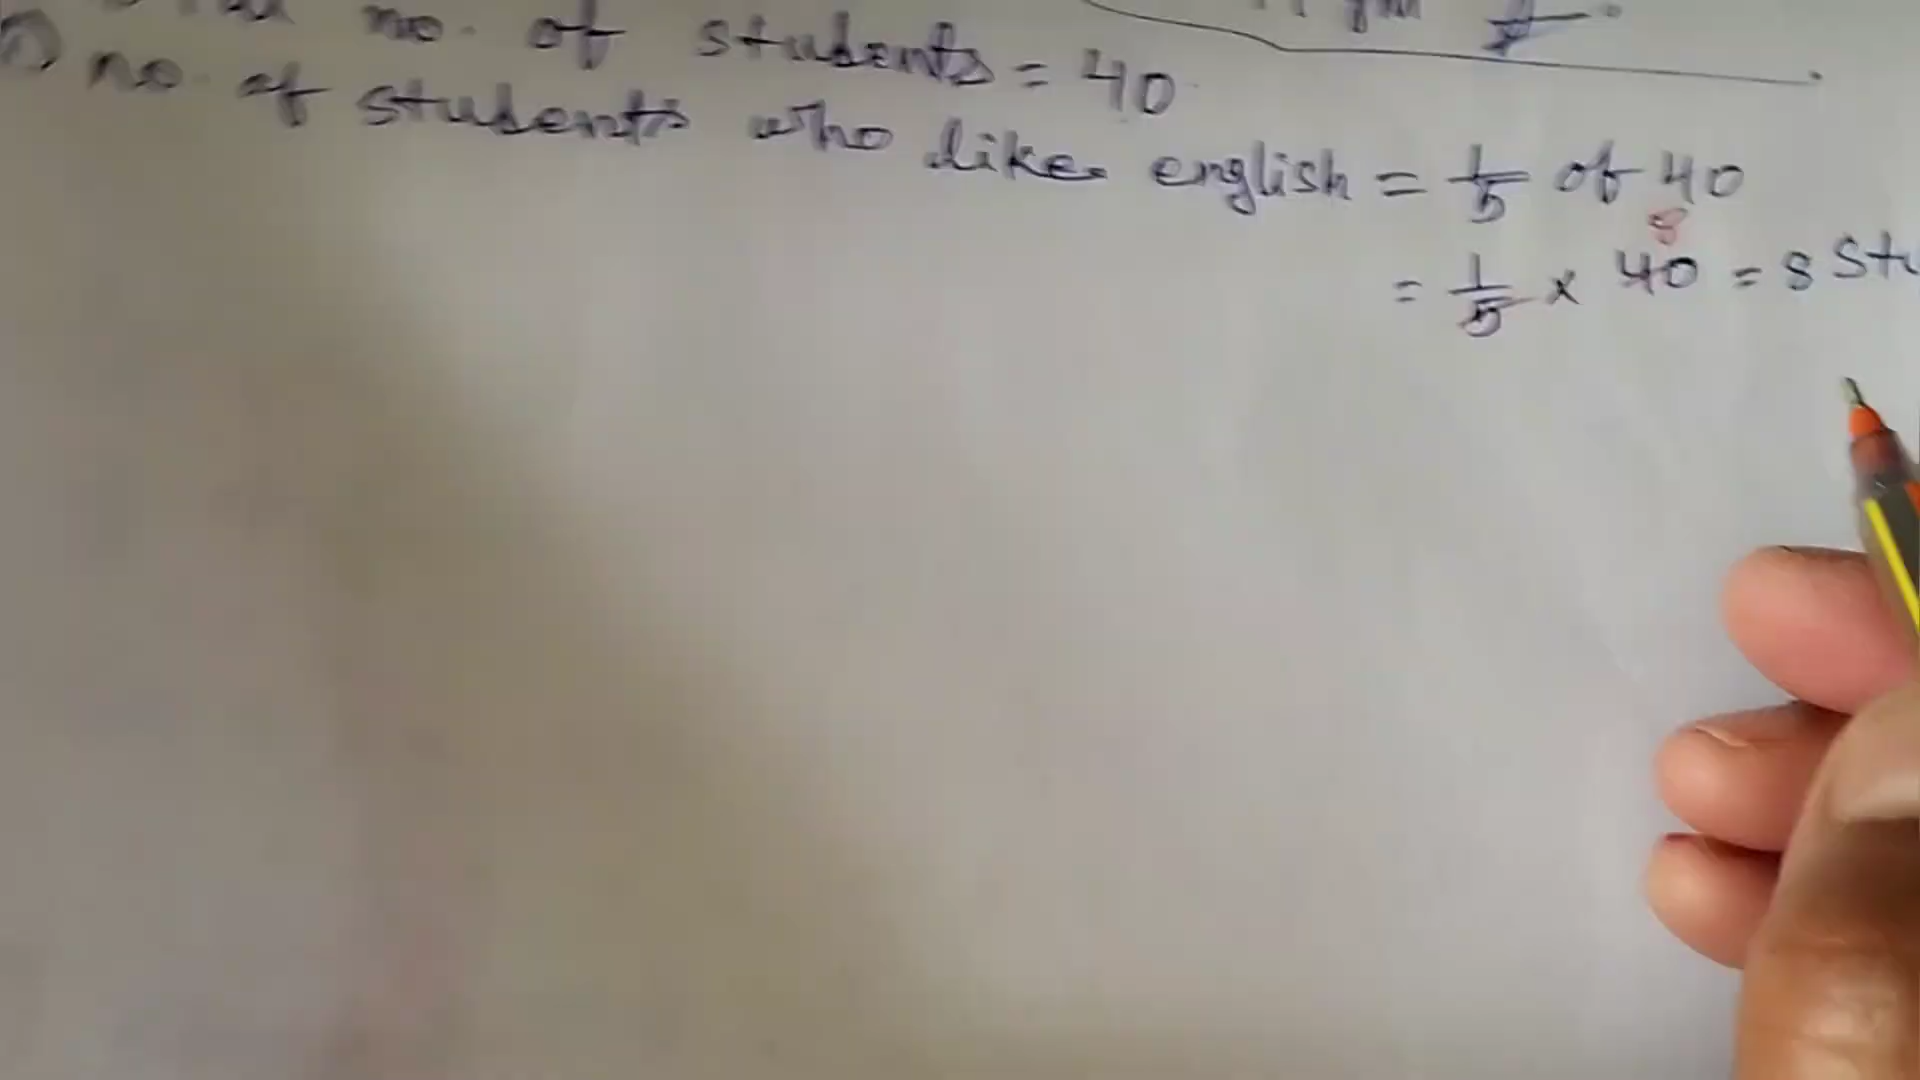 no. of students = 40
i) no. of students who like english = 1/5 of 40
8
= 1/5 x 40 = 8 Stu